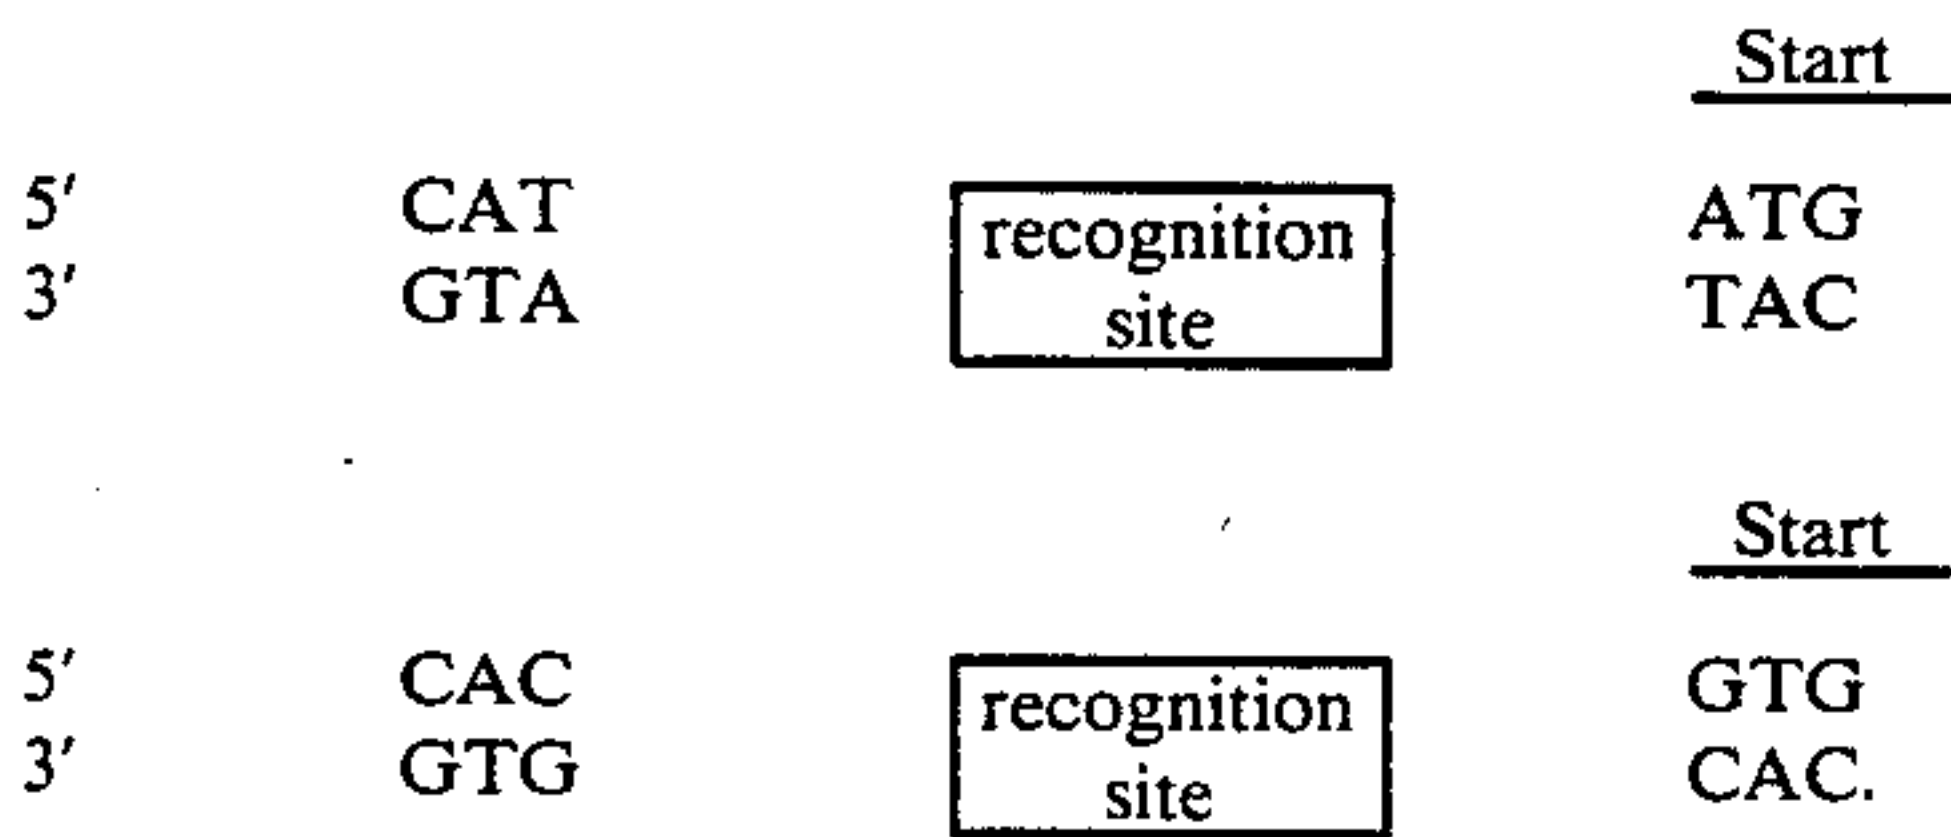 Start
5′ CAT recognition ATG
3′ GTA site TAC
Start
5′ CAC recognition GTG
3′ GTG site CAC.